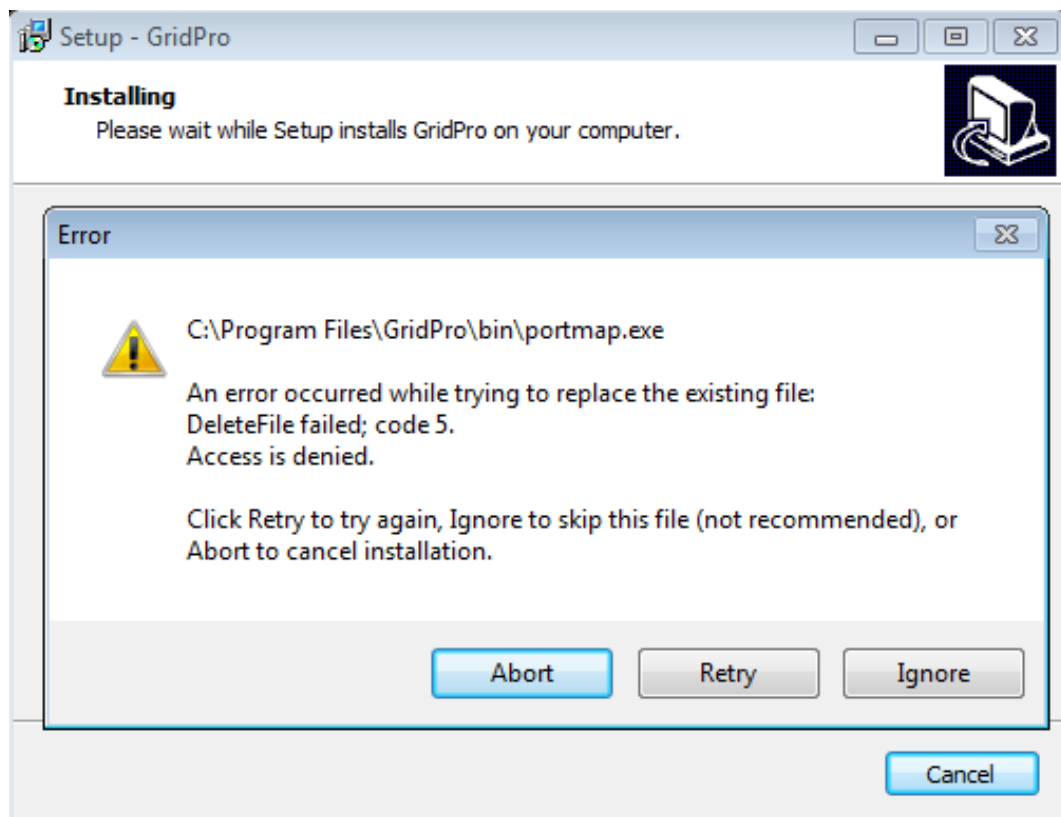 Setup - GridPro
Installing
Please wait while Setup installs GridPro on your computer.
Error
C:\Program Files\GridPro\bin\portmap.exe
An error occurred while trying to replace the existing file:
DeleteFile failed; code 5.
Access is denied.
Click Retry to try again, Ignore to skip this file (not recommended), or
Abort to cancel installation.
Abort
Retry
Ignore
Cancel